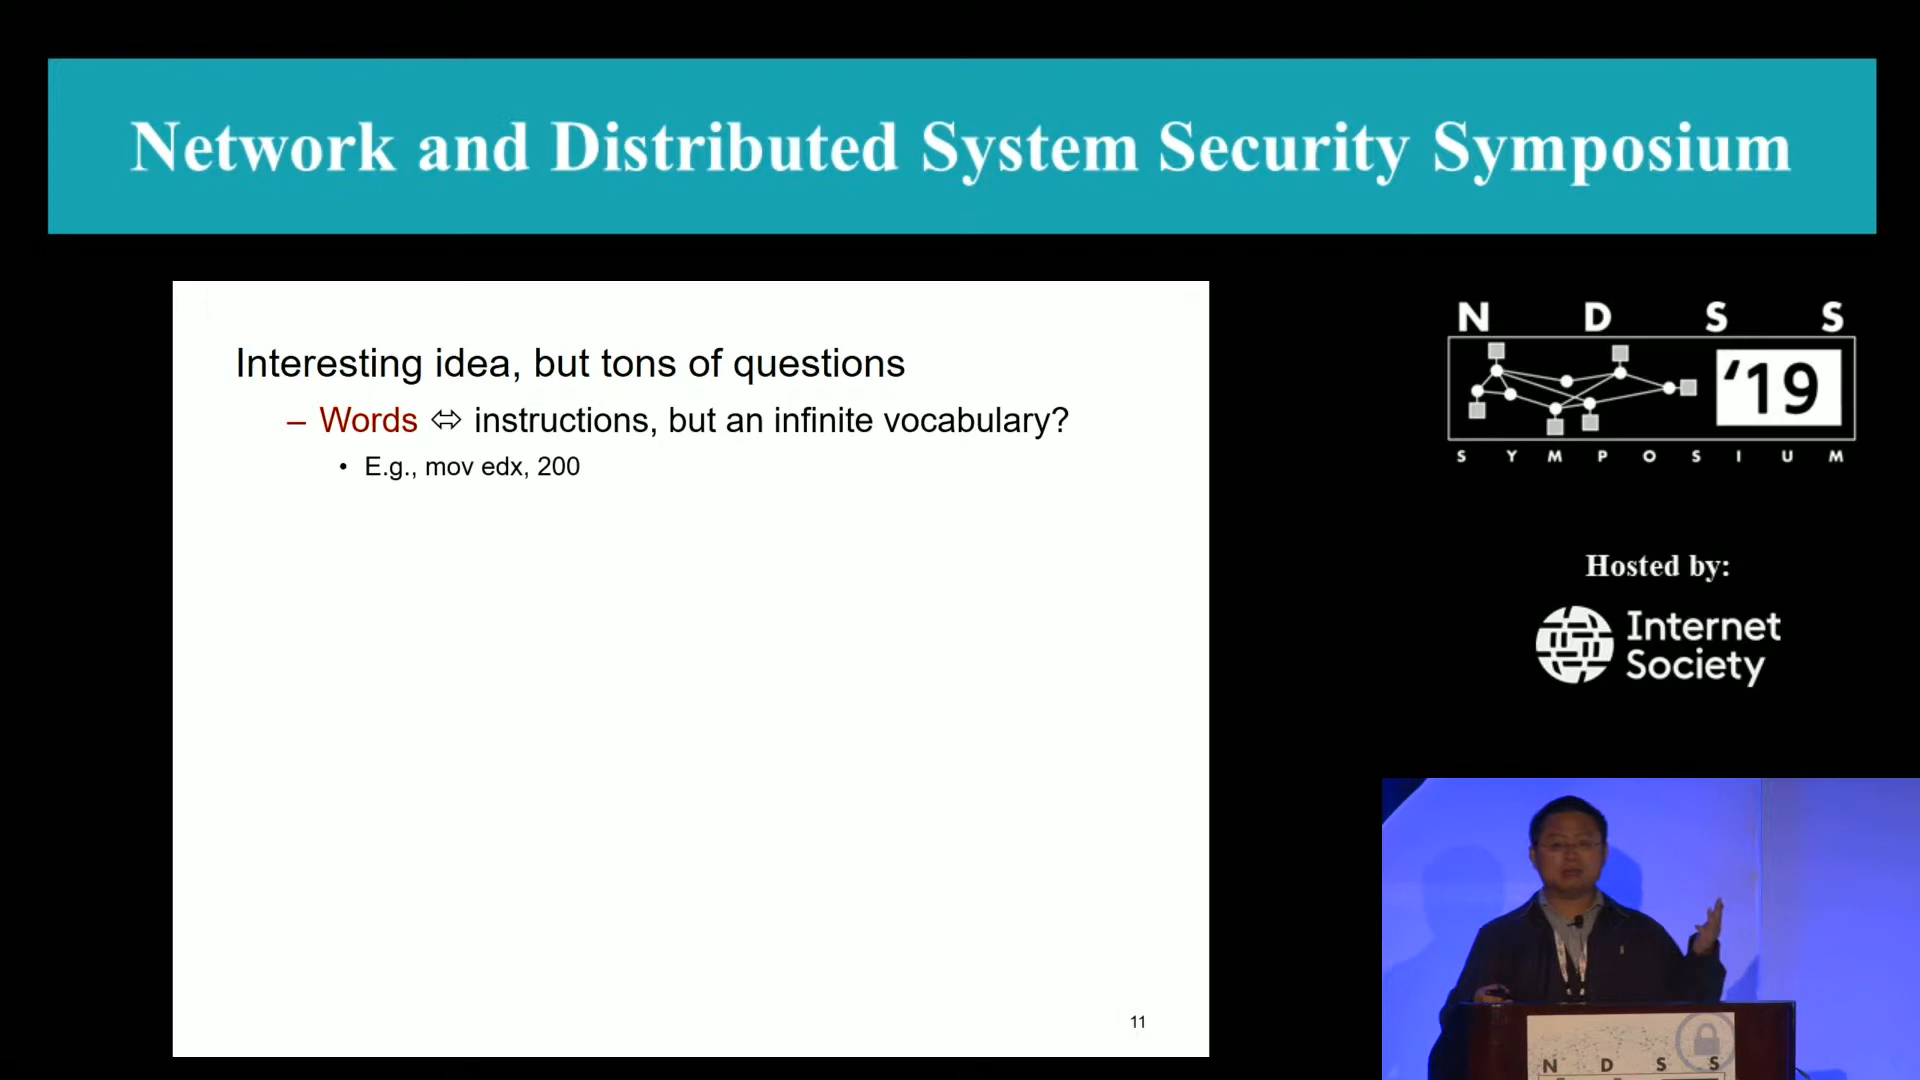 Network and Distributed System Security Symposium
Interesting idea, but tons of questions
– Words ⬄ instructions, but an infinite vocabulary?
• E.g., mov edx, 200
11
N D S S
'19
S Y M P O S I U M
Hosted by:
Internet
Society
N D S S